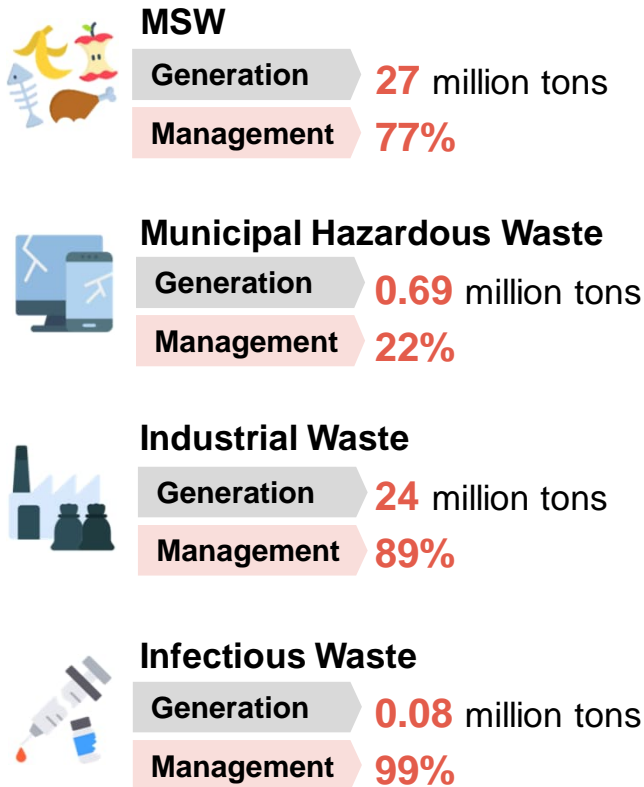 MSW
Generation 27 million tons
Management 77%
Municipal Hazardous Waste
Generation 0.69 million tons
Management 22%
Industrial Waste
Generation 24 million tons
Management 89%
Infectious Waste
Generation 0.08 million tons
Management 99%